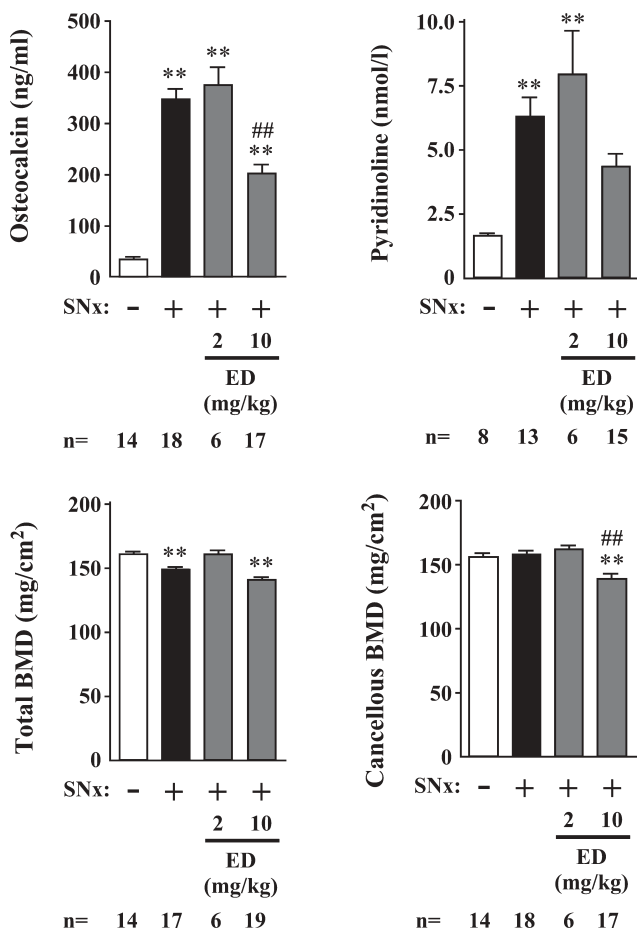 Osteocalcin (ng/ml)
500
400
300
200
100
0
**
**
##
**
SNx: - + + +
2 10
ED
(mg/kg)
n= 14 18 6 17
Pyridinoline (nmol/l)
10.0
7.5
5.0
2.5
0
**
**
SNx: - + + +
2 10
ED
(mg/kg)
n= 8 13 6 15
Total BMD (mg/cm²)
200
150
100
50
0
**
**
SNx: - + + +
2 10
ED
(mg/kg)
n= 14 17 6 19
Cancellous BMD (mg/cm²)
200
150
100
50
0
##
**
SNx: - + + +
2 10
ED
(mg/kg)
n= 14 18 6 17